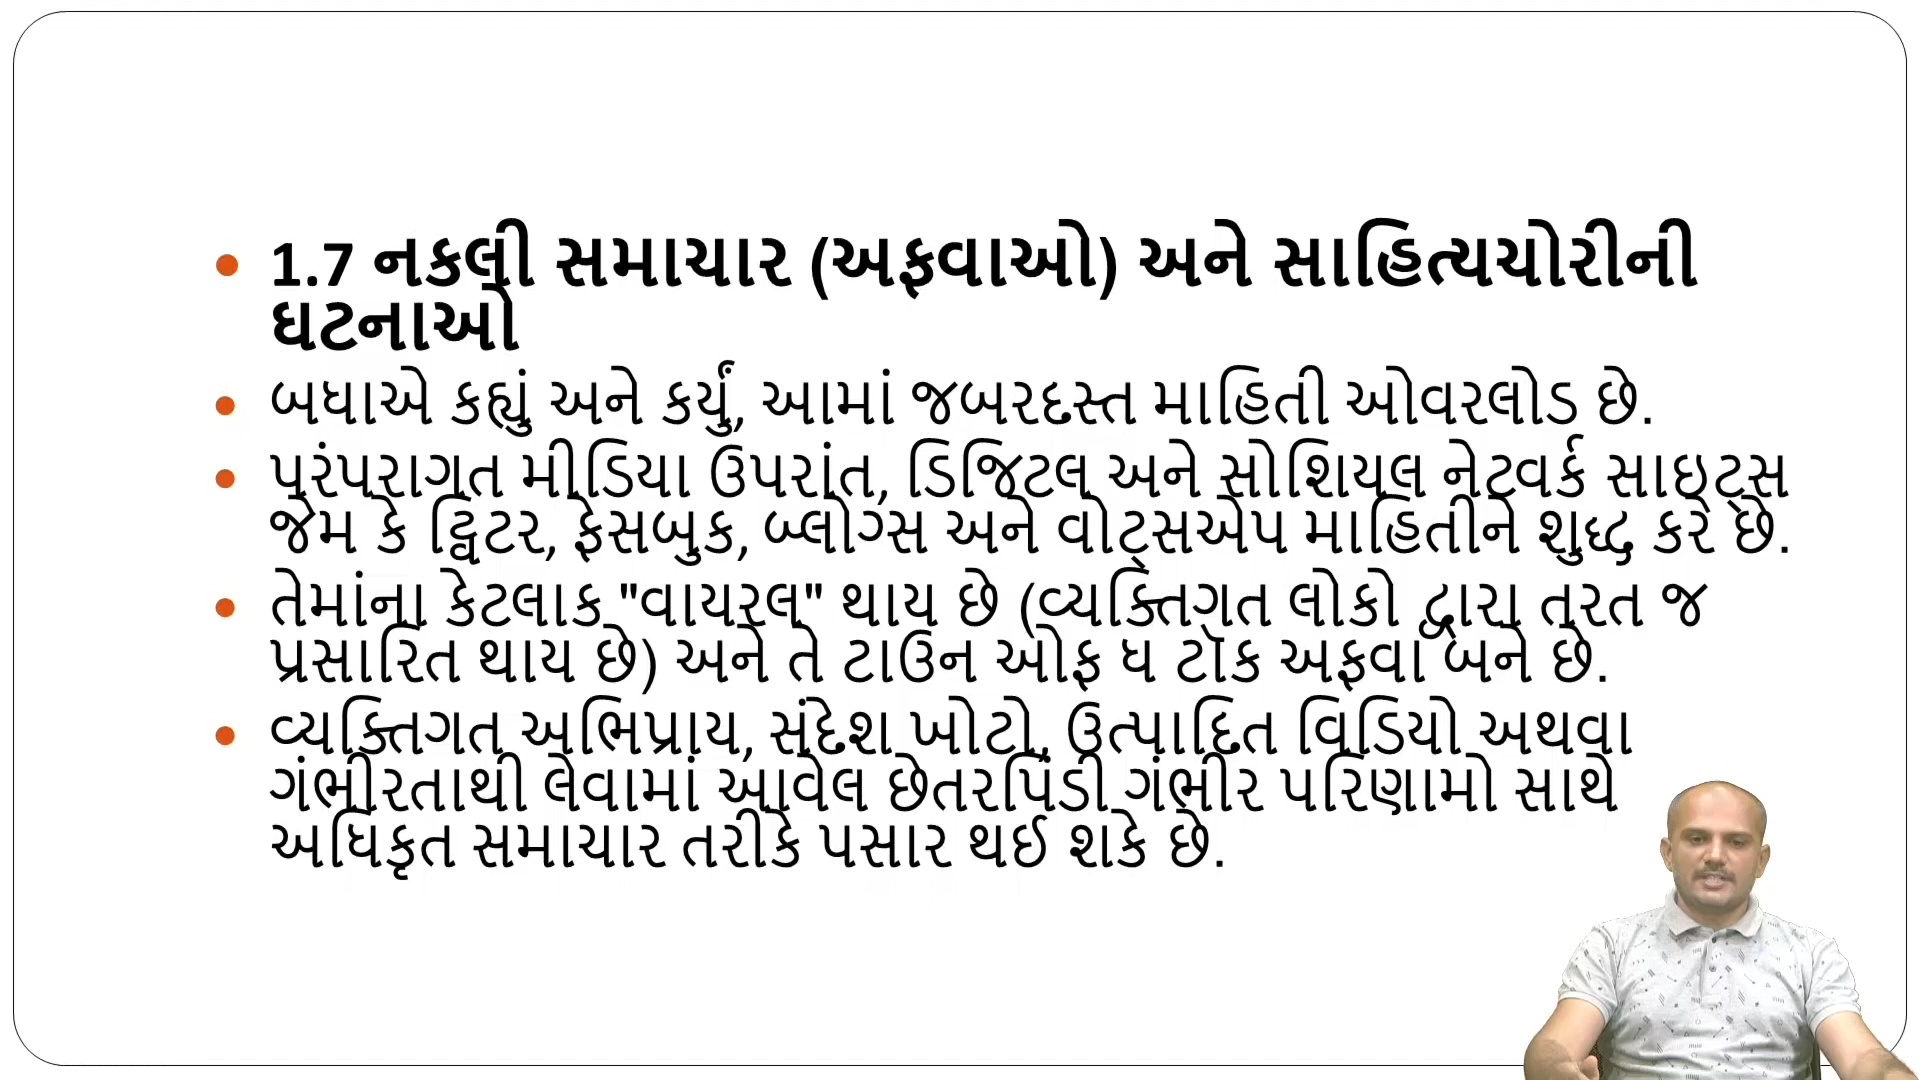 • 1.7 નકલી સમાચાર (અફવાઓ) અને સાહિત્યચોરીની
ઘટનાઓ
• બધાએ કહ્યું અને કર્યું, આમાં જબરદસ્ત માહિતી ઓવરલોડ છે.
• પરંપરાગત મીડિયા ઉપરાંત, ડિજિટલ અને સોશિયલ નેટવર્ક સાઇટ્સ
જેમ કે ટ્વિટર, ફેસબુક, બ્લોગ્સ અને વોટ્સએપ માહિતીને શુધ્ધ કરે છે.
• તેમાંના કેટલાક "વાયરલ" થાય છે (વ્યક્તિગત લોકો દ્વારા તરત જ
પ્રસારિત થાય છે) અને તે ટાઉન ઓફ ધ ટૉક અફવા બને છે.
• વ્યક્તિગત અભિપ્રાય, સંદેશ ખોટો, ઉત્પાદિત વિડિયો અથવા
ગંભીરતાથી લેવામાં આવેલ છેતરપિંડી ગંભીર પરિણામો સાથે
અધિકૃત સમાચાર તરીકે પસાર થઈ શકે છે.